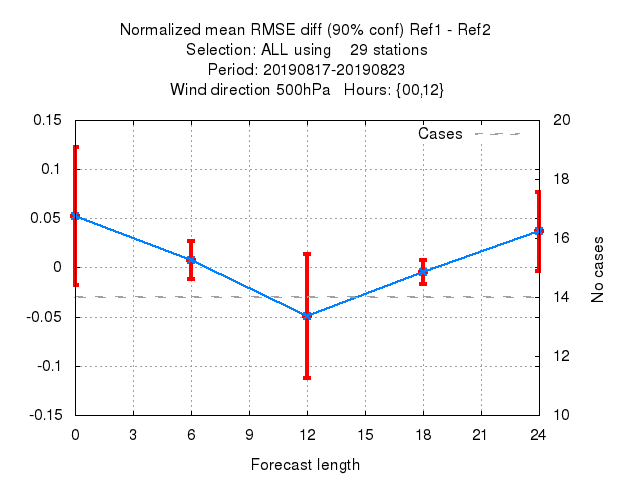 Normalized mean RMSE diff (90% conf) Ref1 - Ref2
Selection: ALL using    29 stations
Period: 20190817-20190823
Wind direction 500hPa   Hours: {00,12}
Cases
0.15
0.1
0.05
0
-0.05
-0.1
-0.15
20
18
16
14
12
10
No cases
0 3 6 9 12 15 18 21 24
Forecast length